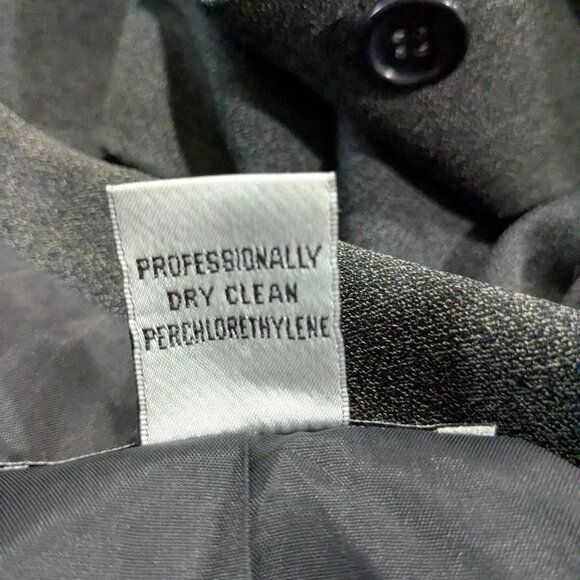 PROFESSIONALLY
DRY CLEAN
PERCHLORETHYLENE